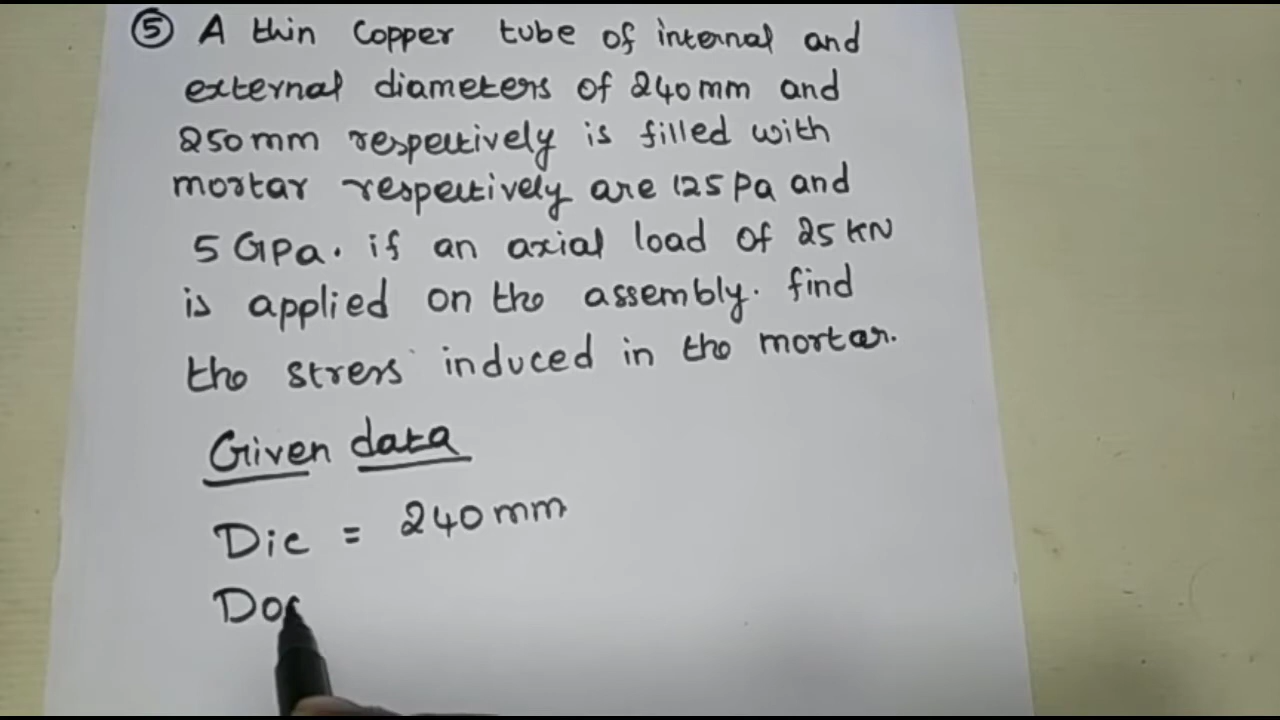 ⑤ A thin Copper tube of internal and
external diameters of 240mm and
250mm respectively is filled with
mortar respectively are 125 Pa and
5 GPa. if an axial load of 25 KN
is applied on the assembly. find
the stress induced in the mortar.
Given data
Dic = 240 mm
Doc